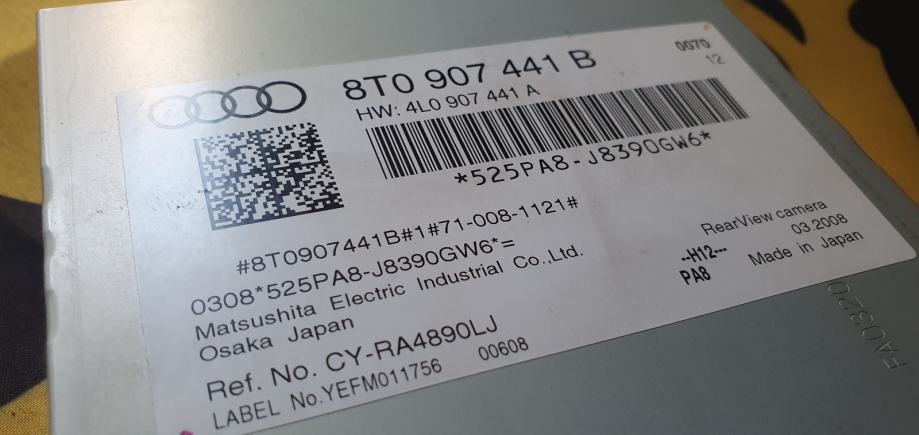 8T0 907 441 B
0070
HW: 4L0 907 441 A
12
*525PA8-J8390GW6*
#8T0907441B#1#71-008-1121#
0308*525PA8-J8390GW6*=
Matsushita Electric Industrial Co.,Ltd.
Osaka Japan
RearView camera
--H12--- 03.2008
PA8 Made in Japan
Ref. No. CY-RA4890LJ
LABEL No.YEFM011756 00608
FA0320